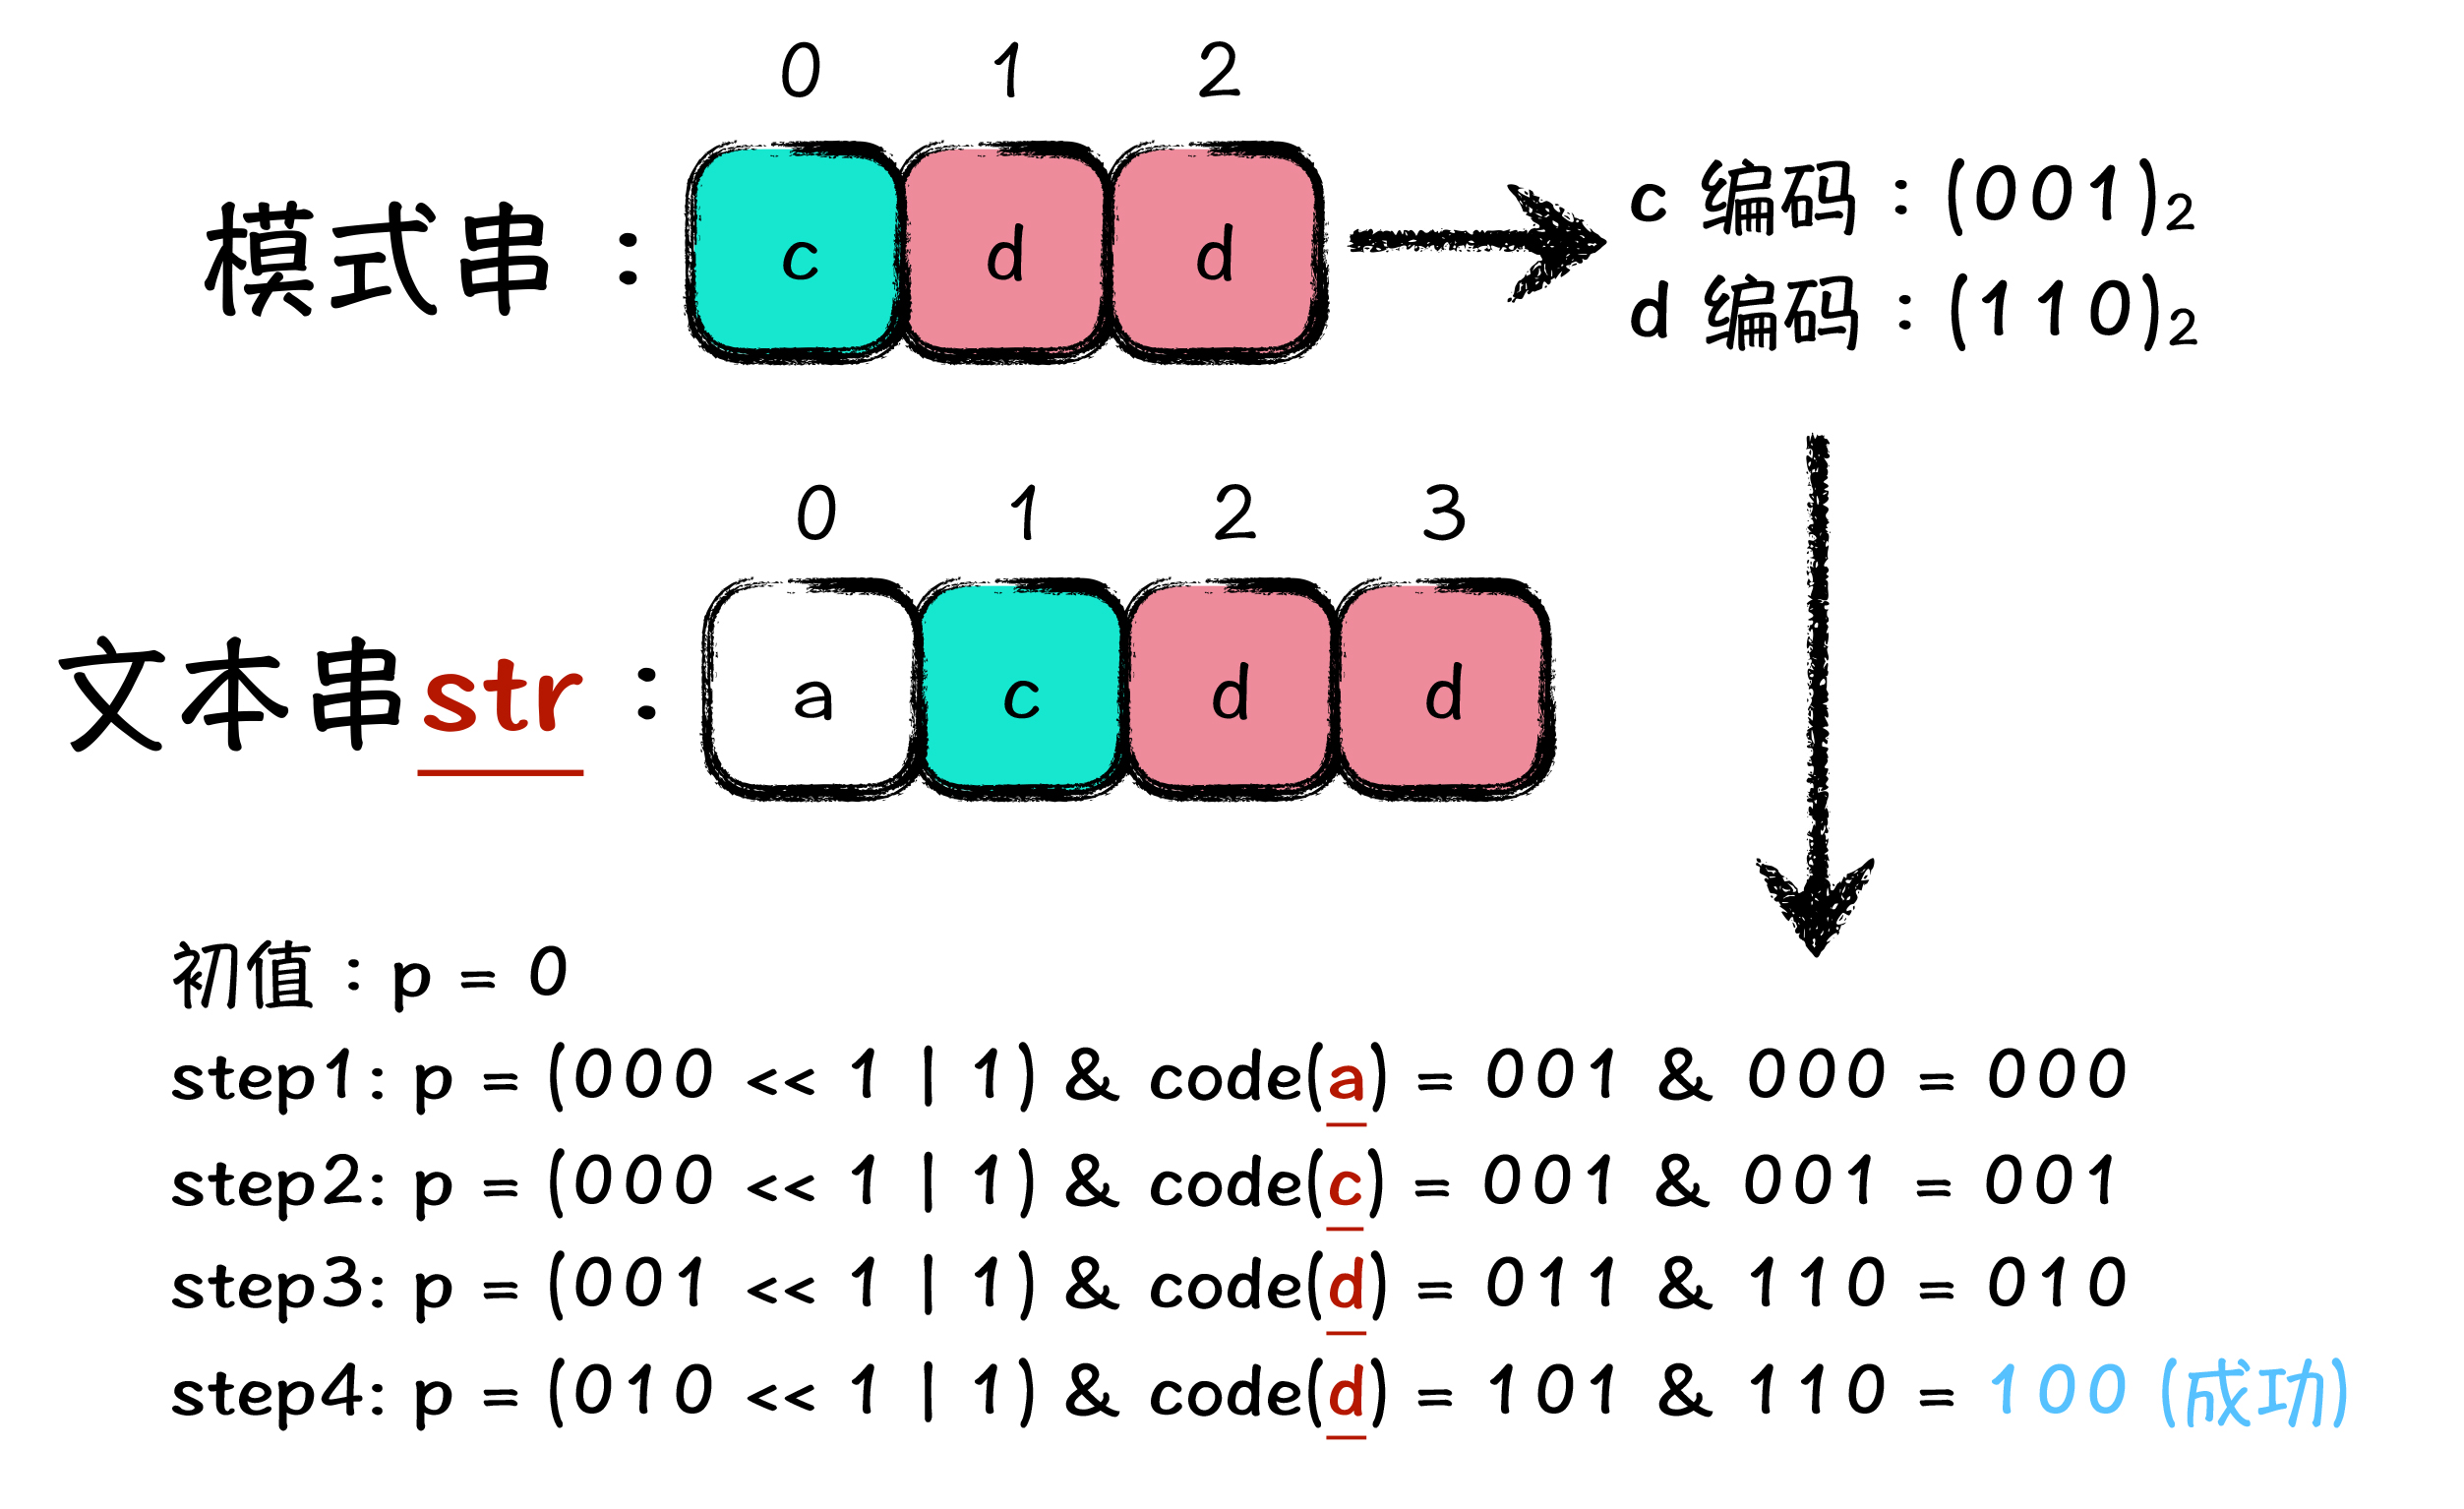 0 1 2
模式串：c d d
c 编码：(001)₂
d 编码：(110)₂
0 1 2 3
文本串str：a c d d
初值：p = 0
step1: p = (000 << 1 | 1) & code(a) = 001 & 000 = 000
step2: p = (000 << 1 | 1) & code(c) = 001 & 001 = 001
step3: p = (001 << 1 | 1) & code(d) = 011 & 110 = 010
step4: p = (010 << 1 | 1) & code(d) = 101 & 110 = 100 (成功)